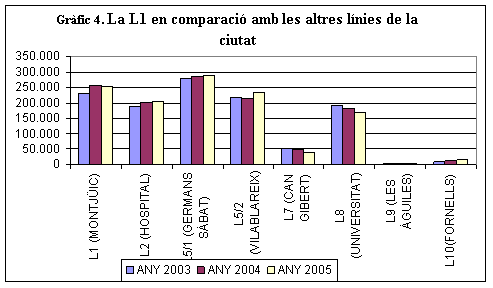 Gràfic 4. La L1 en comparació amb les altres línies de la
ciutat
350.000
300.000
250.000
200.000
150.000
100.000
50.000
0
L1 (MONTJÜIC)
L2 (HOSPITAL)
L5/1 (GERMANS
SÀBAT)
L5/2
(VILABLAREIX)
L7 (CAN
GIBERT)
L8
(UNIVERSITAT)
L9 (LES
ÀGUILES)
L10(FORNELLS)
ANY 2003 ANY 2004 ANY 2005